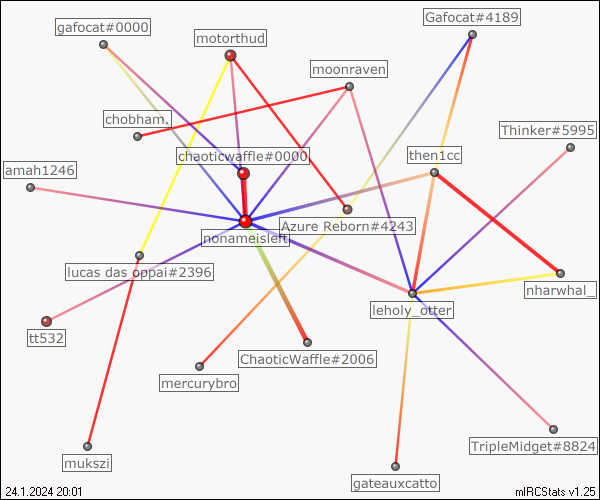 Gafocat#4189
gafocat#0000
motorthud
moonraven
chobham.
Thinker#5995
chaoticwaffle#0000
then1cc
amah1246
Azure Reborn#4243
nonameisleft
lucas das oppai#2396
nharwhal_
leholy_otter
tt532
ChaoticWaffle#2006
mercurybro
TripleMidget#8824
mukszi
gateauxcatto
24.1.2024 20:01
mIRCStats v1.25